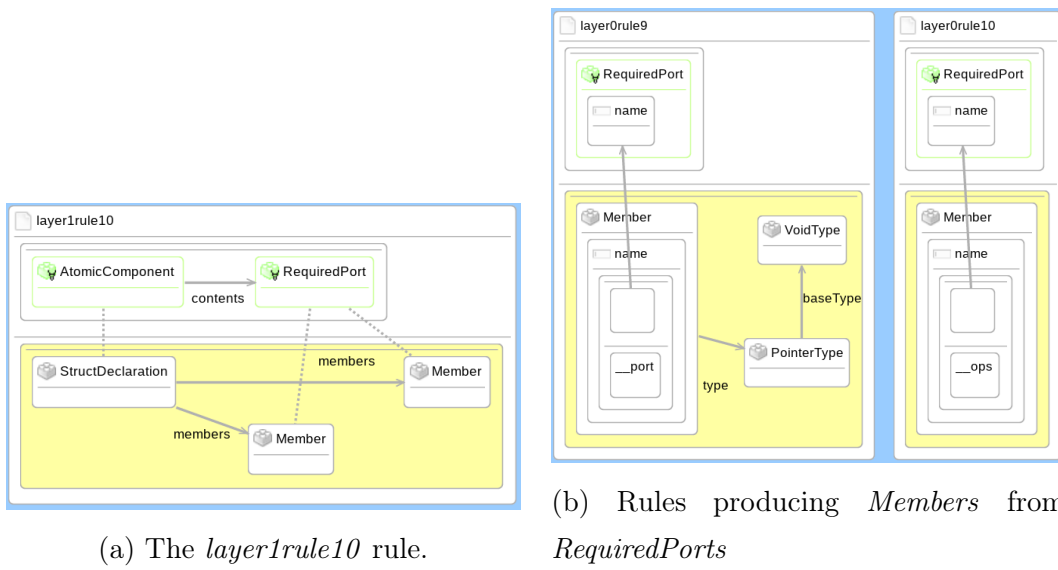 layer1rule10
AtomicComponent
RequiredPort
contents
StructDeclaration
members
Member
members
Member
(a) The layer1rule10 rule.
layer0rule9
RequiredPort
name
Member
name
VoidType
baseType
PointerType
__port
type
layer0rule10
RequiredPort
name
Member
name
__ops
(b) Rules producing Members from
RequiredPorts